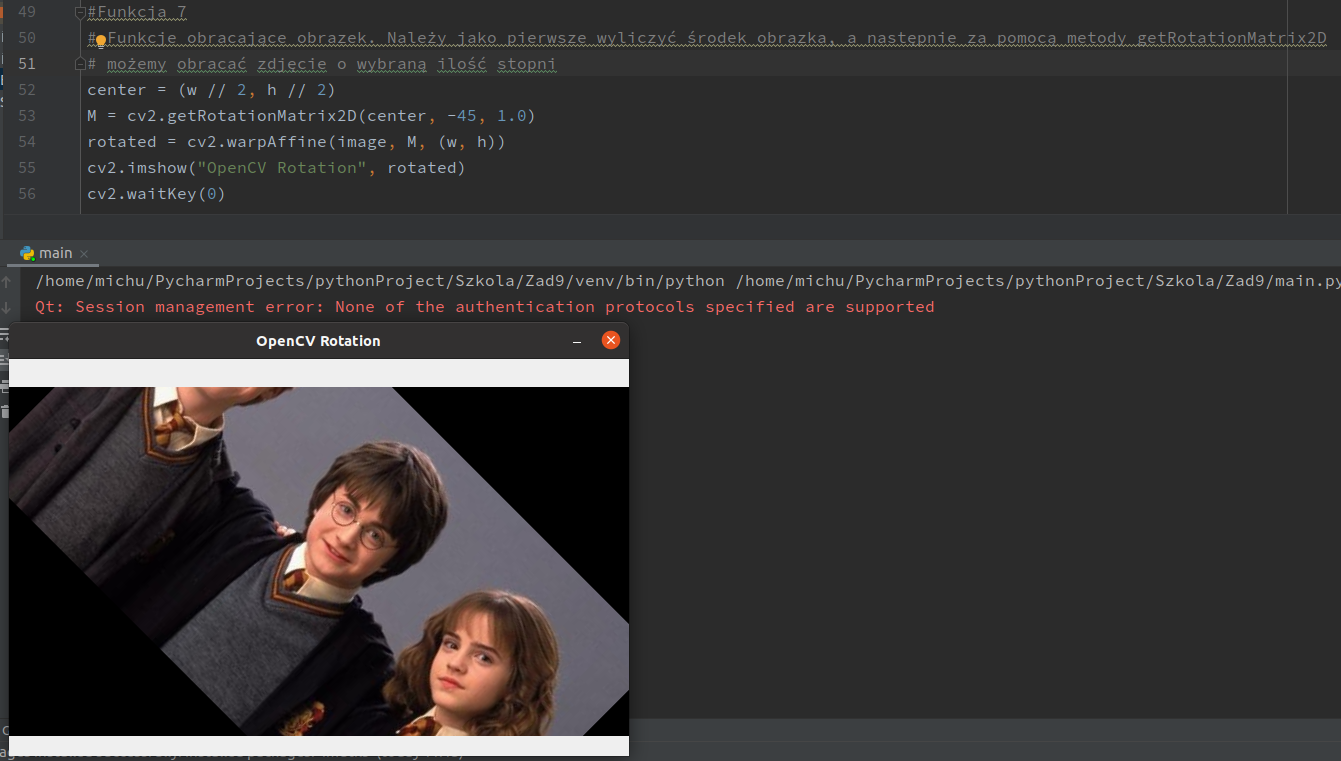 49 #Funkcja 7
50 # Funkcje obracające obrazek. Należy jako pierwsze wyliczyć środek obrazka, a następnie za pomocą metody getRotationMatrix2D
51 # możemy obracać zdjęcie o wybraną ilość stopni
52 center = (w // 2, h // 2)
53 M = cv2.getRotationMatrix2D(center, -45, 1.0)
54 rotated = cv2.warpAffine(image, M, (w, h))
55 cv2.imshow("OpenCV Rotation", rotated)
56 cv2.waitKey(0)
main ×
/home/michu/PycharmProjects/pythonProject/Szkola/Zad9/venv/bin/python /home/michu/PycharmProjects/pythonProject/Szkola/Zad9/main.py
Qt: Session management error: None of the authentication protocols specified are supported
OpenCV Rotation